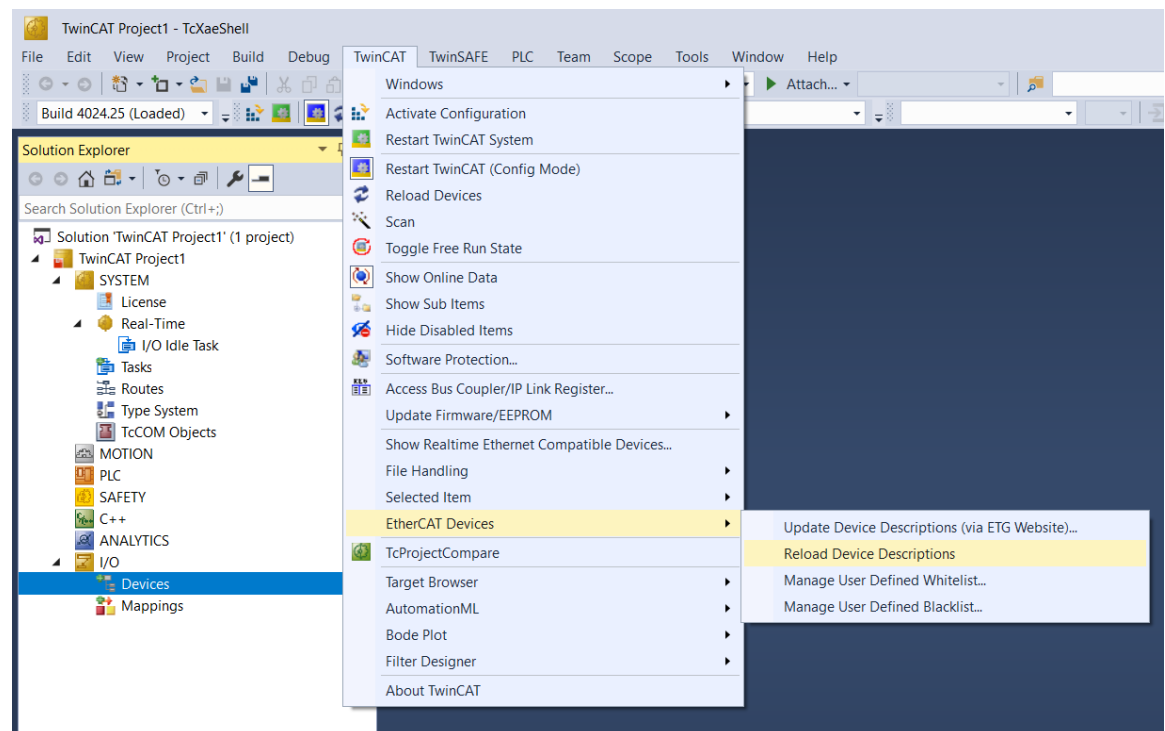 TwinCAT Project1 - TcXaeShell
File Edit View Project Build Debug TwinCAT TwinSAFE PLC Team Scope Tools Window Help
Attach...
Build 4024.25 (Loaded)
Solution Explorer
Search Solution Explorer (Ctrl+;)
Solution 'TwinCAT Project1' (1 project)
TwinCAT Project1
SYSTEM
License
Real-Time
I/O Idle Task
Tasks
Routes
Type System
TcCOM Objects
MOTION
PLC
SAFETY
C++
ANALYTICS
I/O
Devices
Mappings
Windows
Activate Configuration
Restart TwinCAT System
Restart TwinCAT (Config Mode)
Reload Devices
Scan
Toggle Free Run State
Show Online Data
Show Sub Items
Hide Disabled Items
Software Protection...
Access Bus Coupler/IP Link Register...
Update Firmware/EEPROM
Show Realtime Ethernet Compatible Devices...
File Handling
Selected Item
EtherCAT Devices
TcProjectCompare
Target Browser
AutomationML
Bode Plot
Filter Designer
About TwinCAT
Update Device Descriptions (via ETG Website)...
Reload Device Descriptions
Manage User Defined Whitelist...
Manage User Defined Blacklist...